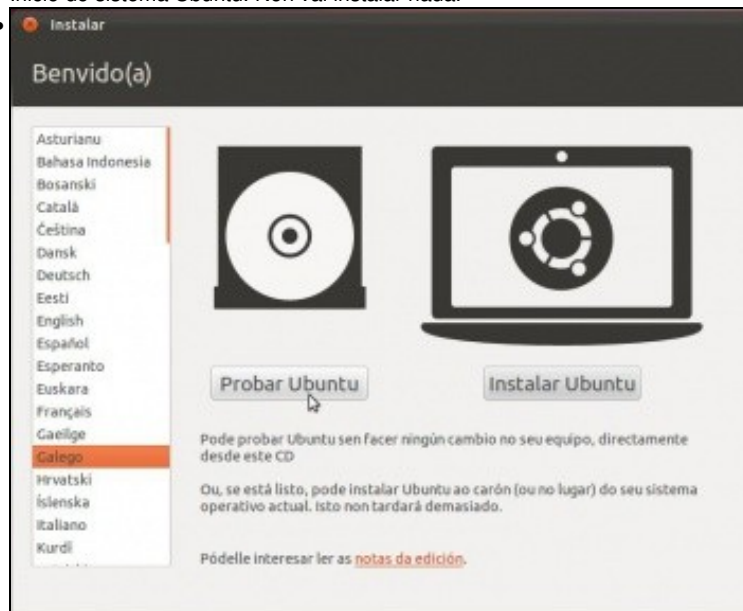 Inicio do sistema Ubuntu. Non vai instalar nada.
Instalar
Benvido(a)
Asturianu
Bahasa Indonesia
Bosanski
Català
Čeština
Dansk
Deutsch
Eesti
English
Español
Esperanto
Euskara
Français
Gaeilge
Galego
Hrvatski
Íslenska
Italiano
Kurdî
Probar Ubuntu
Instalar Ubuntu
Pode probar Ubuntu sen facer ningún cambio no seu equipo, directamente
desde este CD
Ou, se está listo, pode instalar Ubuntu ao carón (ou no lugar) do seu sistema
operativo actual. Isto non tardará demasiado.
Pódelle interesar ler as notas da edición.